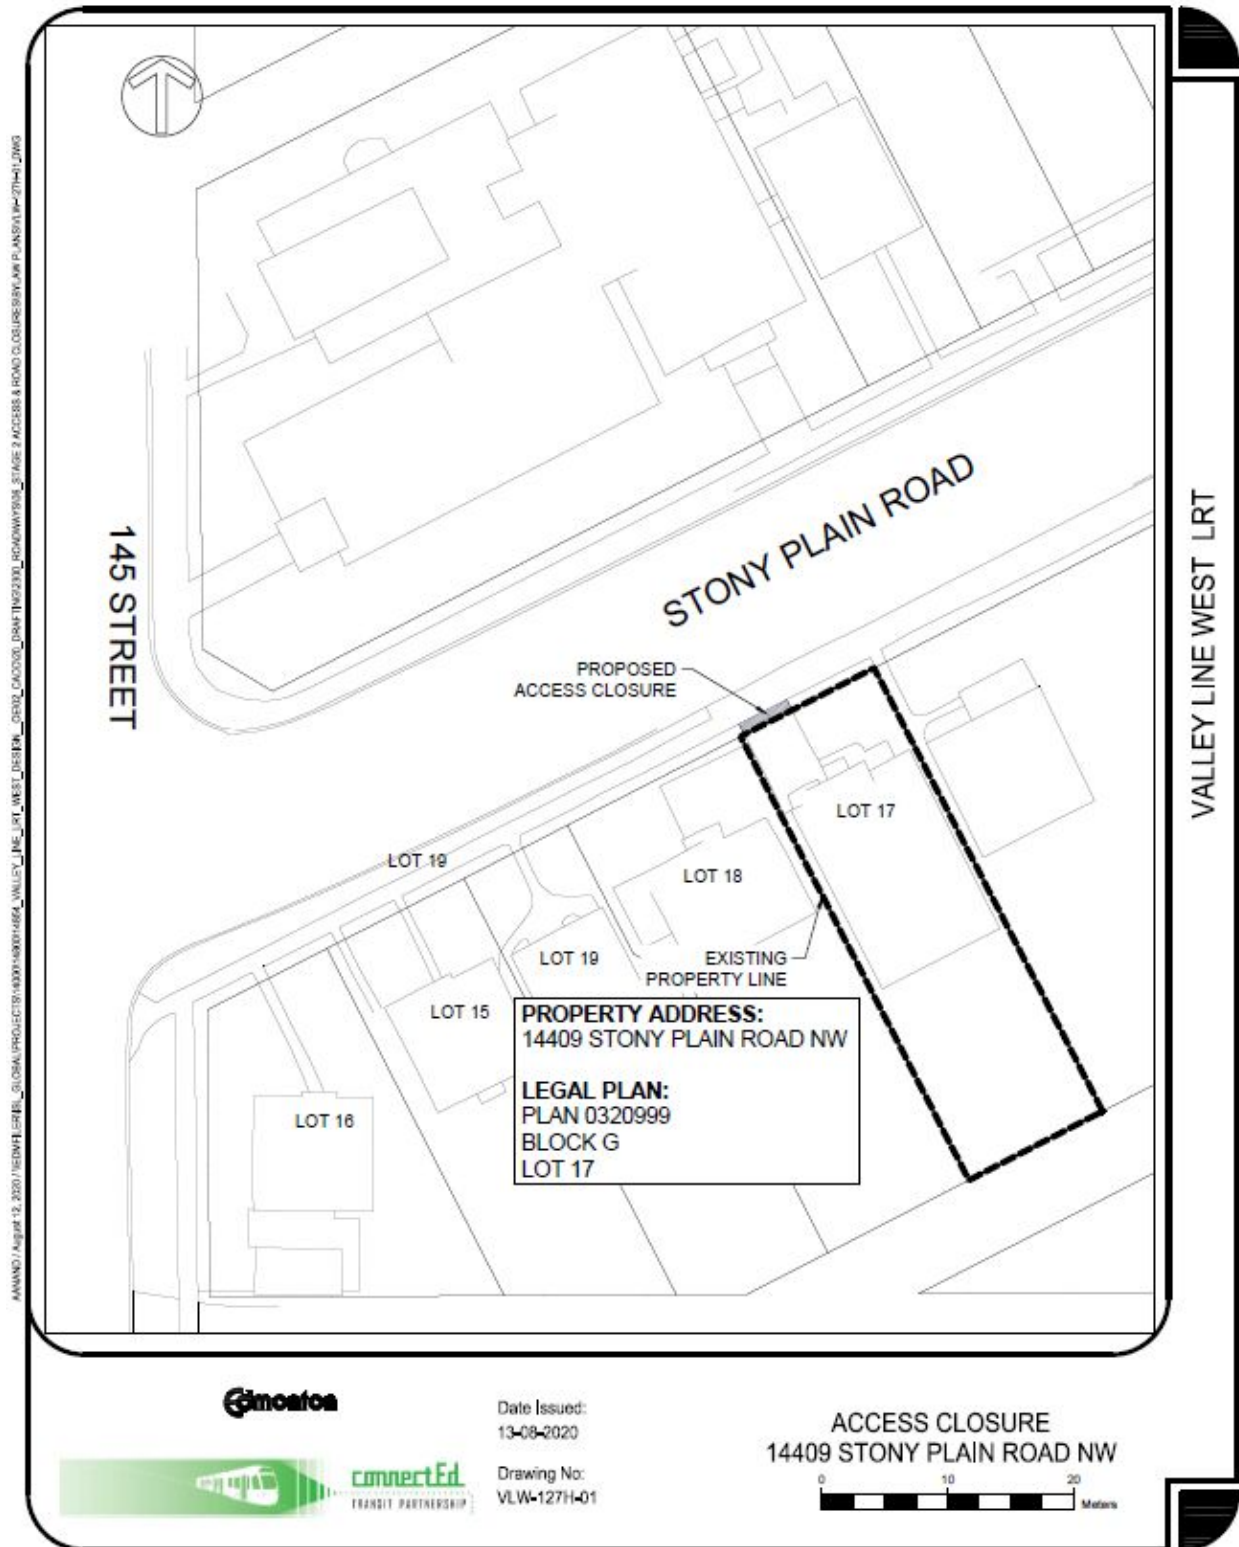 145 STREET
STONY PLAIN ROAD
PROPOSED
ACCESS CLOSURE
LOT 17
LOT 19
LOT 18
LOT 19
EXISTING
PROPERTY LINE
LOT 15
LOT 16
PROPERTY ADDRESS:
14409 STONY PLAIN ROAD NW
LEGAL PLAN:
PLAN 0320999
BLOCK G
LOT 17
VALLEY LINE WEST LRT
Edmonton
connectEd
TRANSIT PARTNERSHIP
Date Issued:
13-08-2020
Drawing No:
VLW-127H-01
ACCESS CLOSURE
14409 STONY PLAIN ROAD NW
0 10 20
Meters